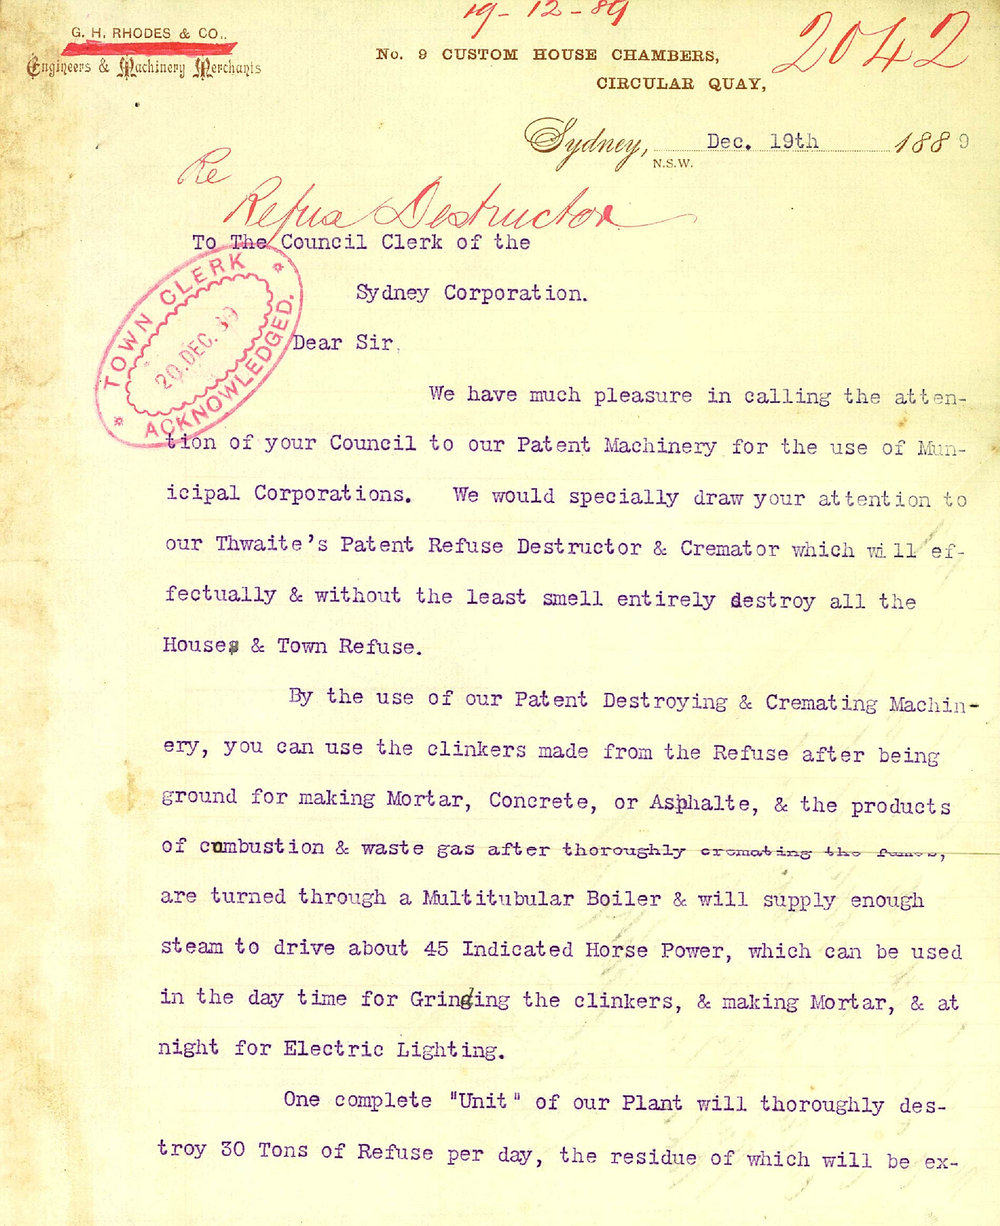 19-12-89
G. H. RHODES & CO.,
Engineers & Machinery Merchants
No. 9 CUSTOM HOUSE CHAMBERS,
CIRCULAR QUAY,
2042
Sydney, Dec. 19th 1889
N.S.W.
Re
Refuse Destructor
To The Council Clerk of the
Sydney Corporation.
TOWN CLERK
20.DEC.89
ACKNOWLEDGED.
Dear Sir,
We have much pleasure in calling the atten-
tion of your Council to our Patent Machinery for the use of Mun-
icipal Corporations. We would specially draw your attention to
our Thwaite's Patent Refuse Destructor & Cremator which will ef-
fectually & without the least smell entirely destroy all the
House & Town Refuse.
By the use of our Patent Destroying & Cremating Machin-
ery, you can use the clinkers made from the Refuse after being
ground for making Mortar, Concrete, or Asphalte, & the products
of combustion & waste gas after thoroughly cremating the fumes,
are turned through a Multitubular Boiler & will supply enough
steam to drive about 45 Indicated Horse Power, which can be used
in the day time for Grinding the clinkers, & making Mortar, & at
night for Electric Lighting.
One complete "Unit" of our Plant will thoroughly des-
troy 30 Tons of Refuse per day, the residue of which will be ex-